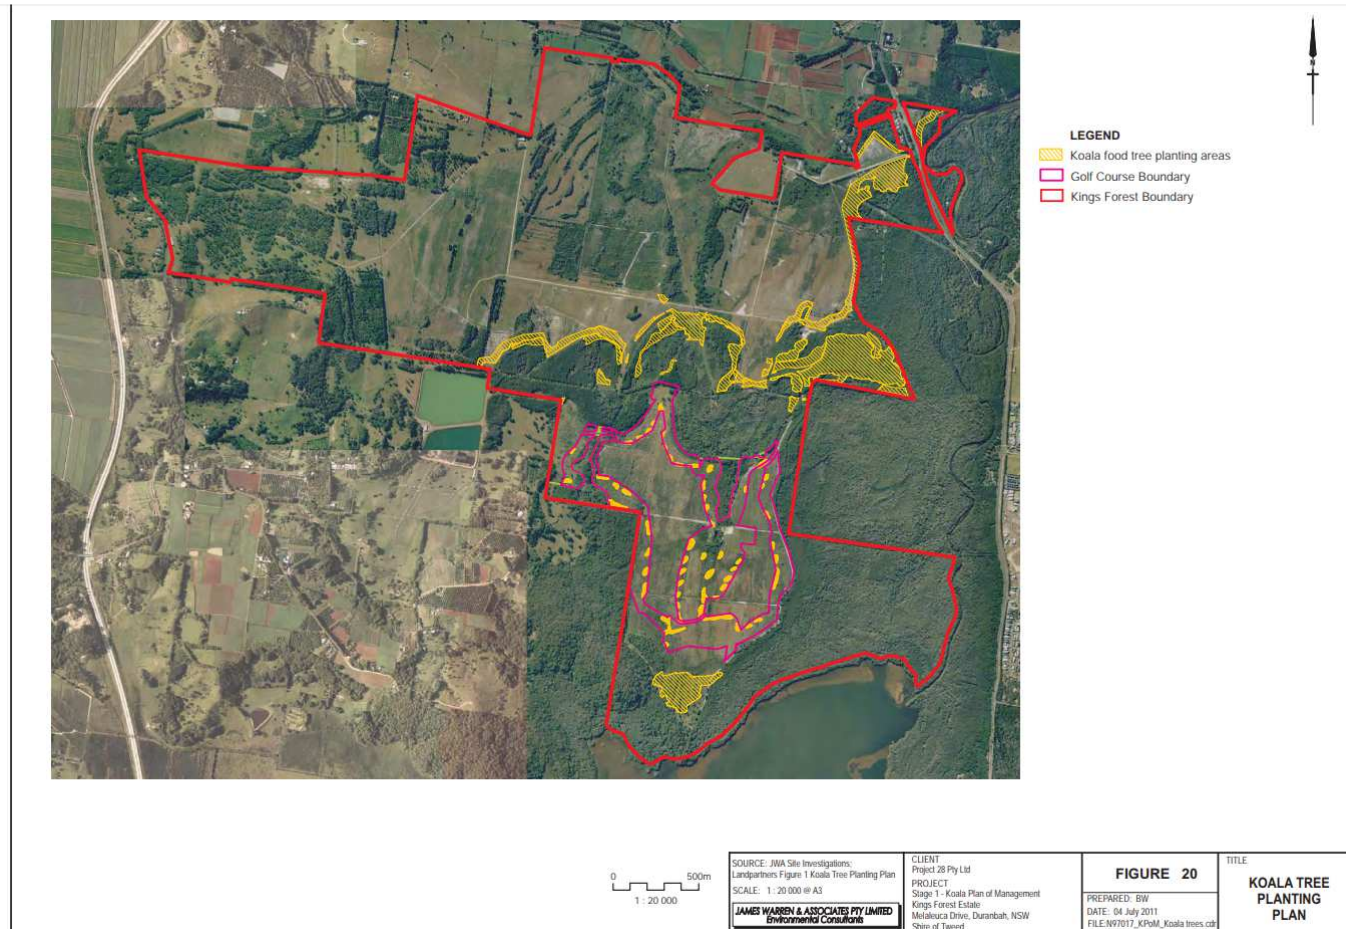 N
LEGEND
Koala food tree planting areas
Golf Course Boundary
Kings Forest Boundary
0 500m
1 : 20 000
SOURCE: JWA Site Investigations;
Landpartners Figure 1 Koala Tree Planting Plan
SCALE: 1 : 20 000 @ A3
JAMES WARREN & ASSOCIATES PTY LIMITED
Environmental Consultants
CLIENT
Project 28 Pty Ltd
PROJECT
Stage 1 - Koala Plan of Management
Kings Forest Estate
Melaleuca Drive, Duranbah, NSW
Shire of Tweed
FIGURE 20
PREPARED: BW
DATE: 04 July 2011
FILE:N97017_KPoM_Koala trees.cdr
TITLE
KOALA TREE
PLANTING
PLAN